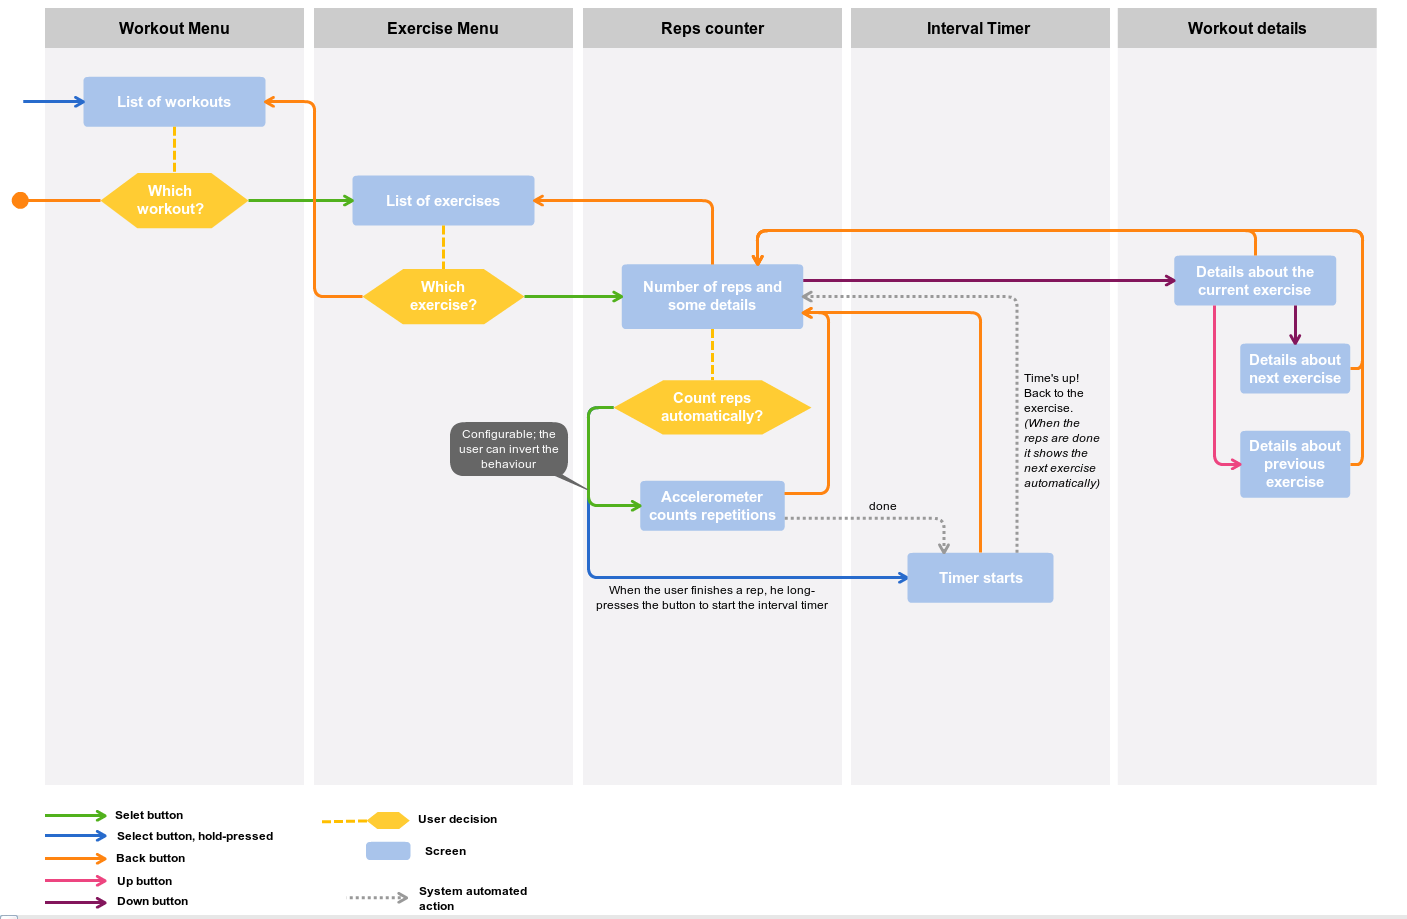 Workout Menu
Exercise Menu
Reps counter
Interval Timer
Workout details
List of workouts
Which
workout?
List of exercises
Which
exercise?
Number of reps and
some details
Count reps
automatically?
Configurable; the
user can invert the
behaviour
Accelerometer
counts repetitions
done
When the user finishes a rep, he long-
presses the button to start the interval timer
Timer starts
Time's up!
Back to the
exercise.
(When the
reps are done
it shows the
next exercise
automatically)
Details about the
current exercise
Details about
next exercise
Details about
previous
exercise
Selet button
Select button, hold-pressed
Back button
Up button
Down button
User decision
Screen
System automated
action